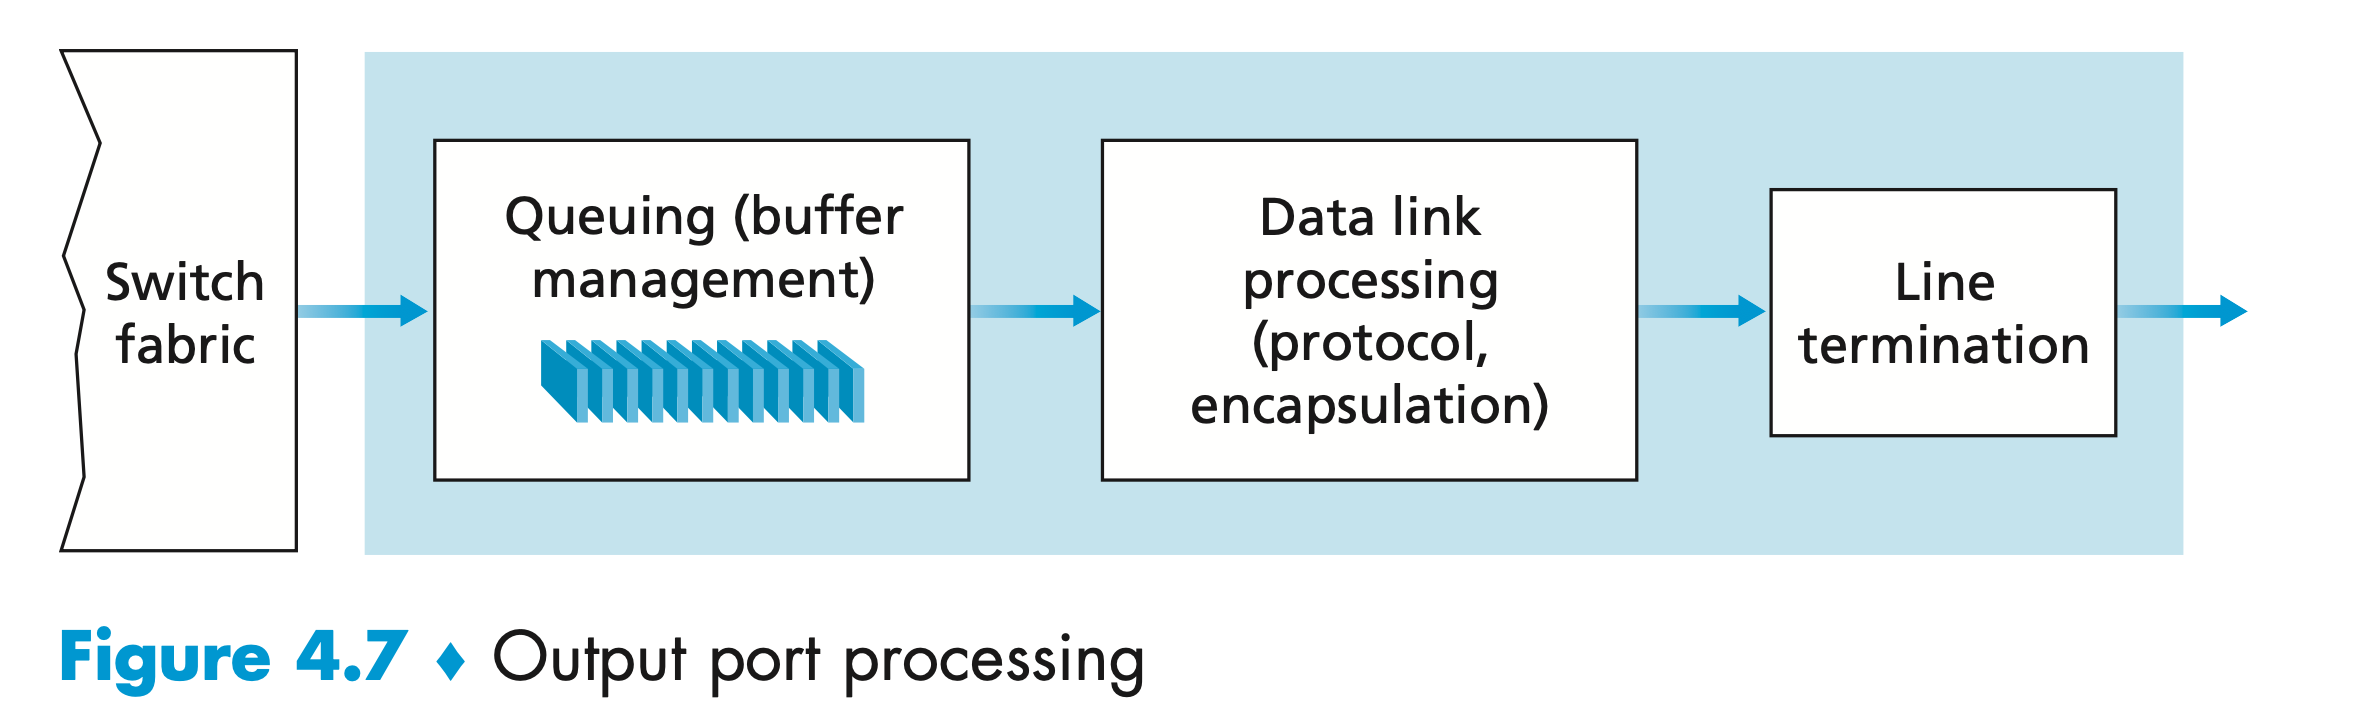 Switch
fabric
Queuing (buffer
management)
Data link
processing
(protocol,
encapsulation)
Line
termination
Figure 4.7 ♦ Output port processing